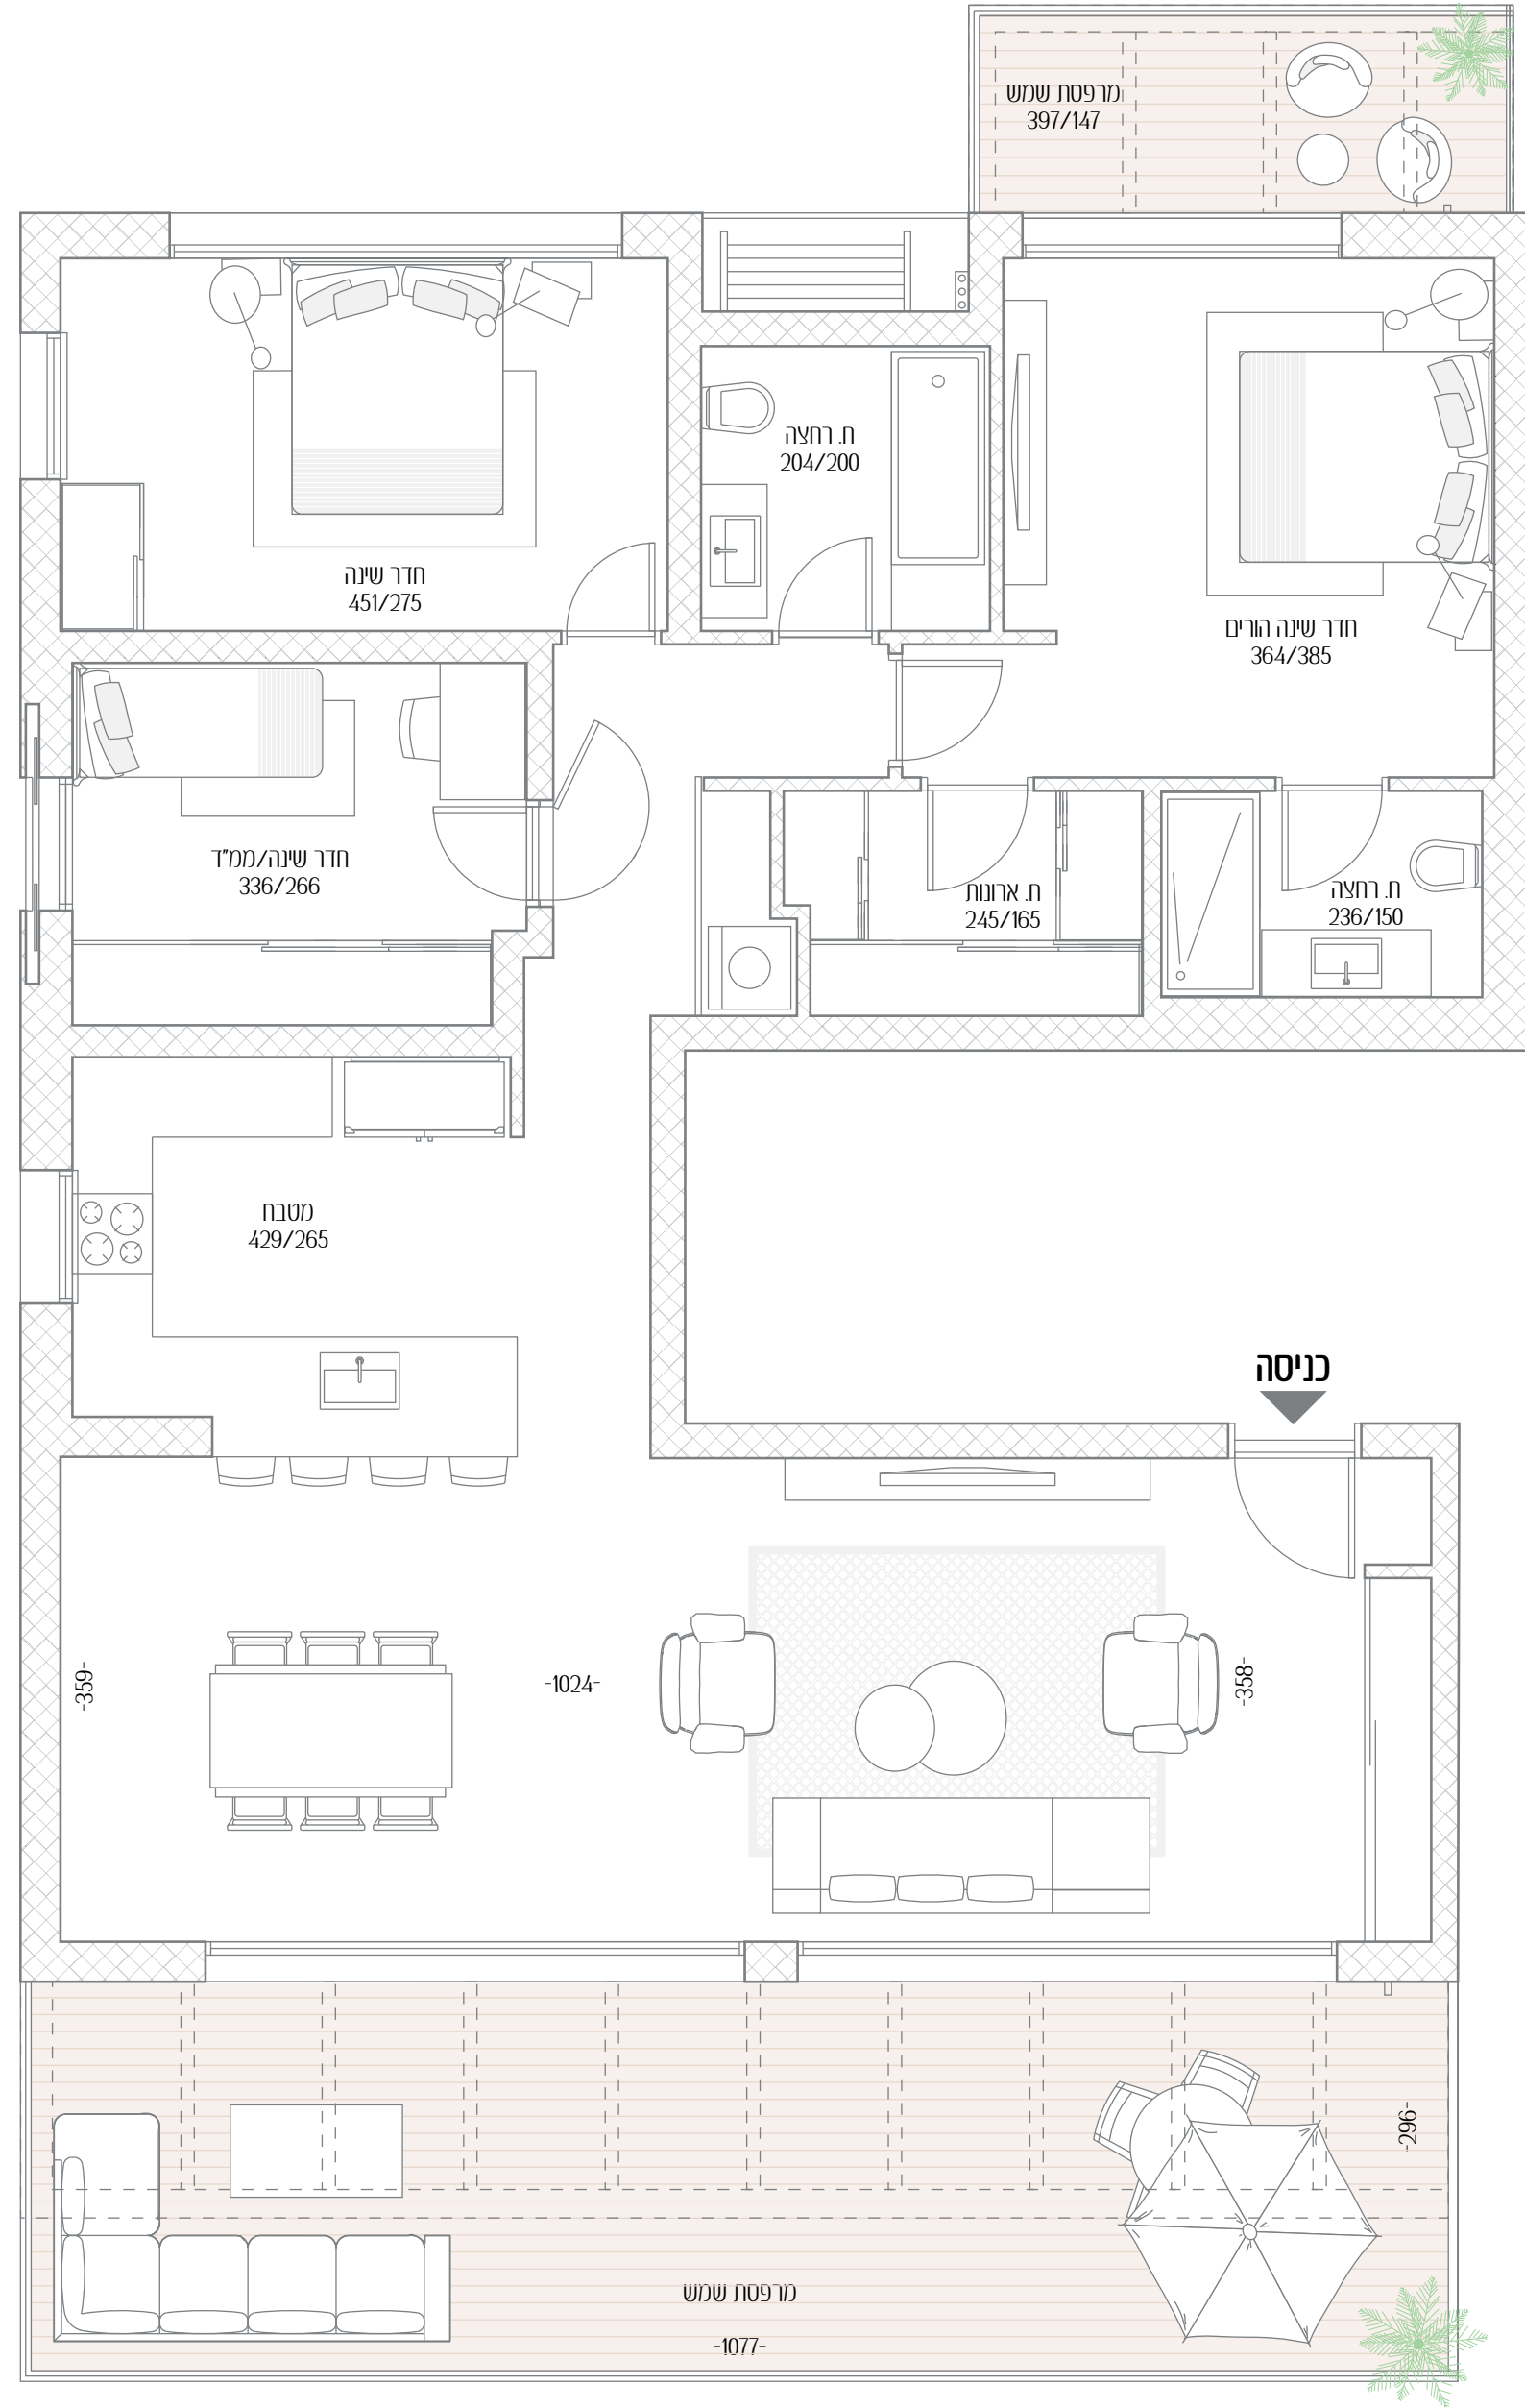 מרפסת שמש
397/147
ח. רחצה
204/200
חדר שינה
451/275
חדר שינה הורים
364/385
חדר שינה/ממ"ד
336/266
ח. ארונות
245/165
ח. רחצה
236/150
מטבח
429/265
כניסה
-359-
-1024-
-358-
-296-
מרפסת שמש
-1077-